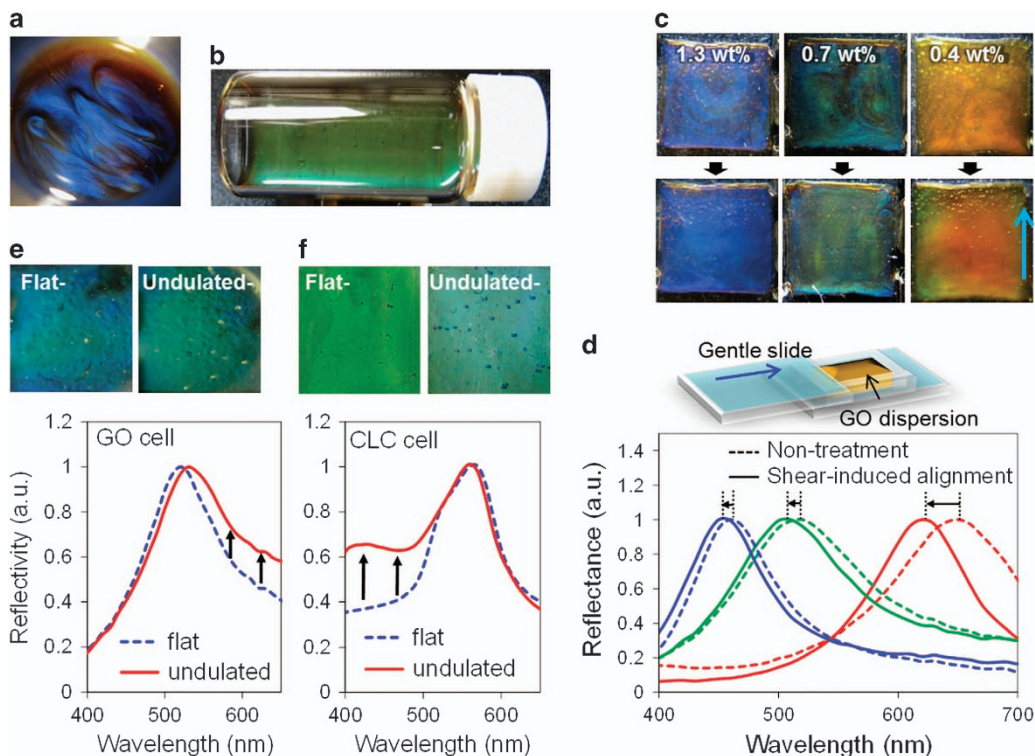 a
b
c
1.3 wt%
0.7 wt%
0.4 wt%
e
Flat-
Undulated-
f
Flat-
Undulated-
d
Gentle slide
GO dispersion
GO cell
flat
undulated
Reflectivity (a.u.)
1.2
1
0.8
0.6
0.4
0.2
0
400
500
600
Wavelength (nm)
CLC cell
flat
undulated
1.2
1
0.8
0.6
0.4
0.2
0
400
500
600
Wavelength (nm)
Non-treatment
Shear-induced alignment
Reflectance (a.u.)
1.4
1.2
1
0.8
0.6
0.4
0.2
0
400
500
600
700
Wavelength (nm)